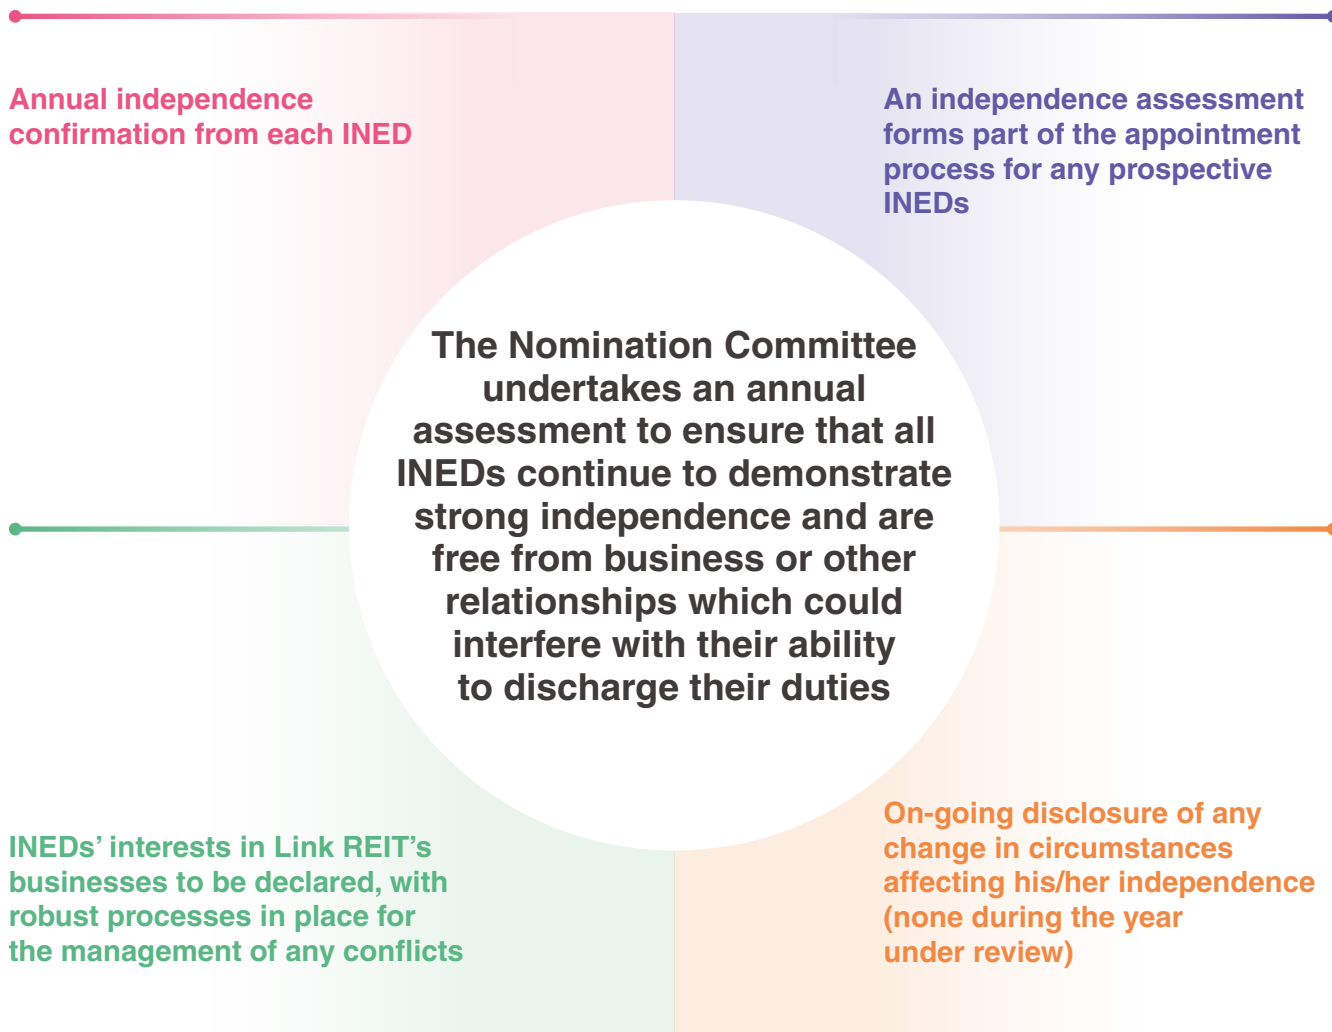 Annual independence
confirmation from each INED
An independence assessment
forms part of the appointment
process for any prospective
INEDs
The Nomination Committee
undertakes an annual
assessment to ensure that all
INEDs continue to demonstrate
strong independence and are
free from business or other
relationships which could
interfere with their ability
to discharge their duties
INEDs’ interests in Link REIT’s
businesses to be declared, with
robust processes in place for
the management of any conflicts
On-going disclosure of any
change in circumstances
affecting his/her independence
(none during the year
under review)